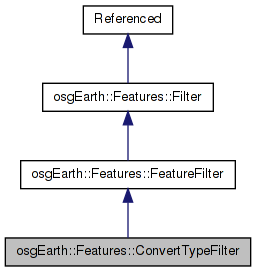 Referenced
osgEarth::Features::Filter
osgEarth::Features::FeatureFilter
osgEarth::Features::ConvertTypeFilter